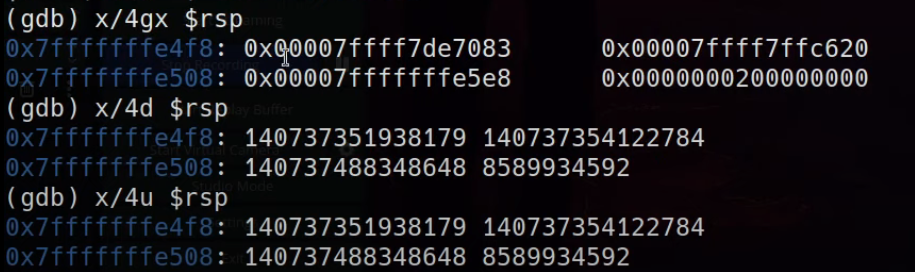 (gdb) x/4gx $rsp
0x7fffffffe4f8: 0x00007ffff7de7083 0x00007ffff7ffc620
0x7fffffffe508: 0x00007fffffffe5e8 0x0000000200000000
(gdb) x/4d $rsp
0x7fffffffe4f8: 140737351938179 140737354122784
0x7fffffffe508: 140737488348648 8589934592
(gdb) x/4u $rsp
0x7fffffffe4f8: 140737351938179 140737354122784
0x7fffffffe508: 140737488348648 8589934592